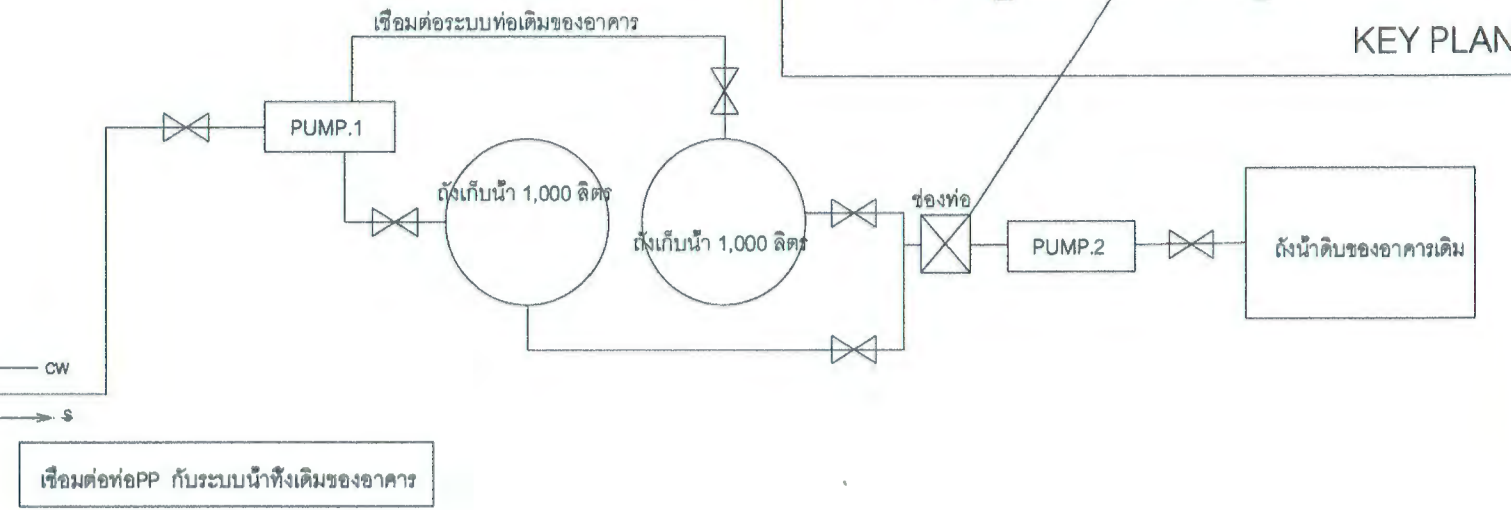 เชื่อมต่อระบบท่อเดิมของอาคาร
KEY PLAN
PUMP.1
ถังเก็บน้ำ 1,000 ลิตร
ช่องท่อ
ถังเก็บน้ำ 1,000 ลิตร
PUMP.2
ถังน้ำดิบของอาคารเดิม
CW
S
เชื่อมต่อท่อPP กับระบบน้ำทิ้งเดิมของอาคาร